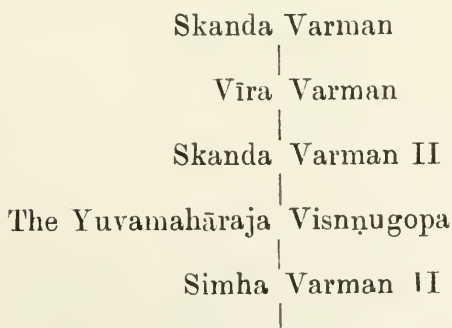 Skanda Varman
Vīra Varman
Skanda Varman II
The Yuvamahāraja Visnṇugopa
Simha Varman II